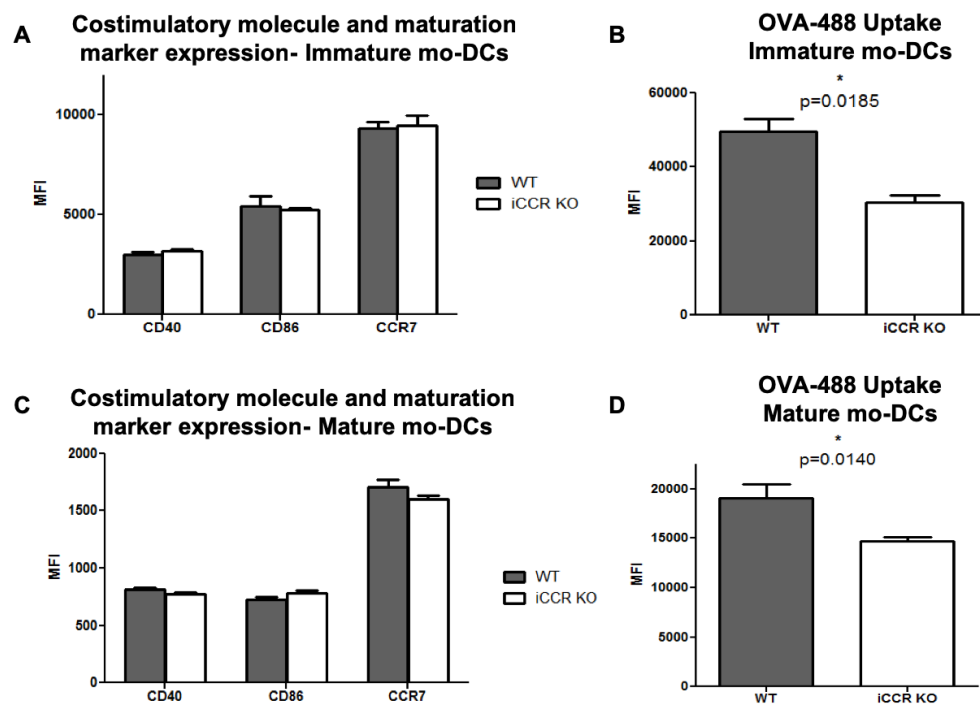 A
Costimulatory molecule and maturation
marker expression- Immature mo-DCs
MFI
10000
5000
0
CD40
CD86
CCR7
WT
iCCR KO
B
OVA-488 Uptake
Immature mo-DCs
*
p=0.0185
MFI
60000
40000
20000
0
WT
iCCR KO
C
Costimulatory molecule and maturation
marker expression- Mature mo-DCs
MFI
2000
1500
1000
500
0
CD40
CD86
CCR7
WT
iCCR KO
D
OVA-488 Uptake
Mature mo-DCs
*
p=0.0140
MFI
20000
15000
10000
5000
0
WT
iCCR KO